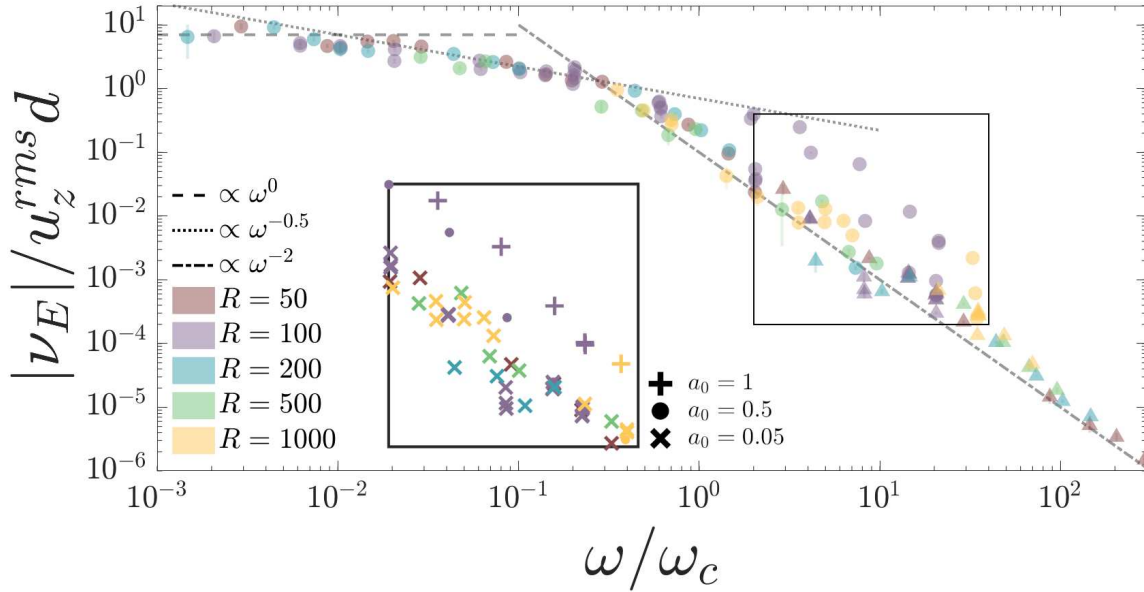 |ν_E|/u_z^{rms}d
10^1
10^0
10^{-1}
10^{-2}
10^{-3}
10^{-4}
10^{-5}
10^{-6}
∝ ω^0
∝ ω^{-0.5}
∝ ω^{-2}
R = 50
R = 100
R = 200
R = 500
R = 1000
a_0 = 1
a_0 = 0.5
a_0 = 0.05
10^{-3} 10^{-2} 10^{-1} 10^0 10^1 10^2
ω/ω_c